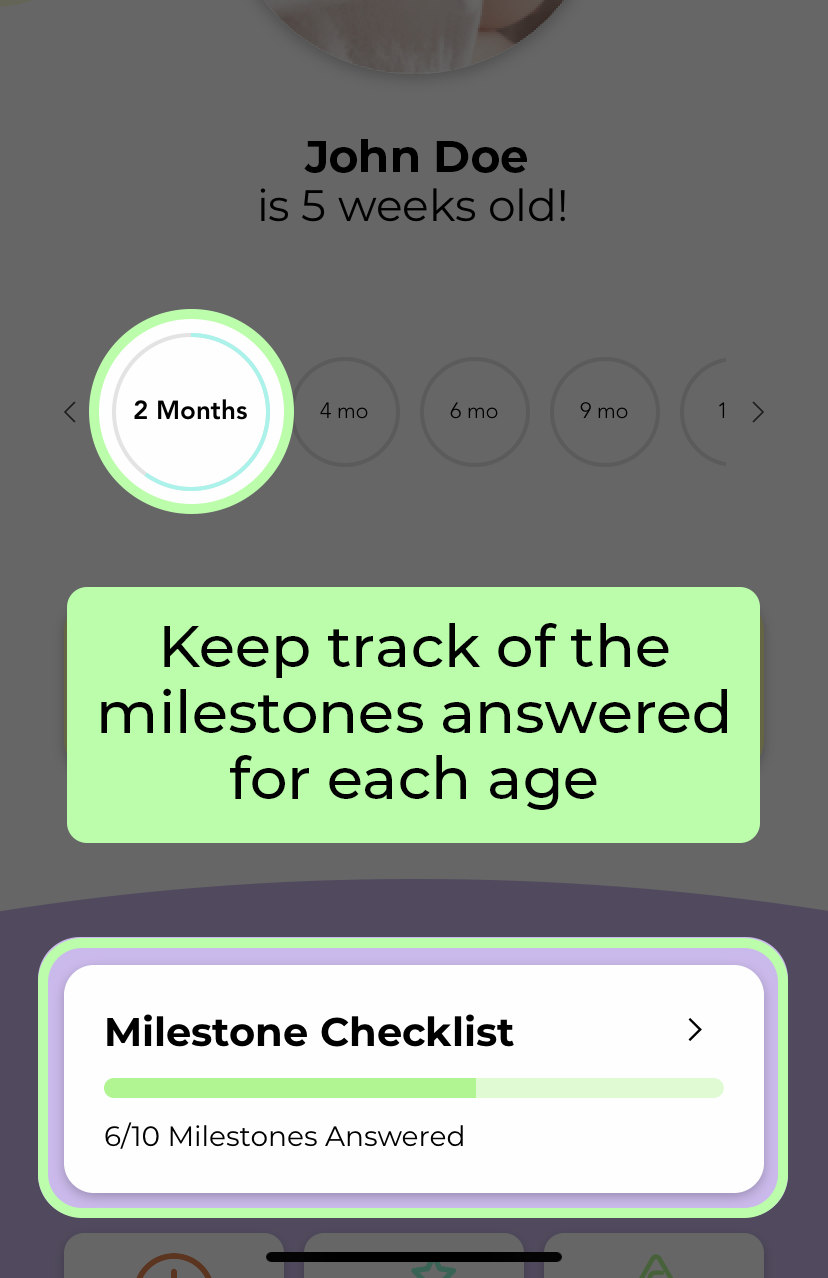 John Doe
is 5 weeks old!
2 Months
4 mo
6 mo
9 mo
1
Keep track of the
milestones answered
for each age
Milestone Checklist
6/10 Milestones Answered